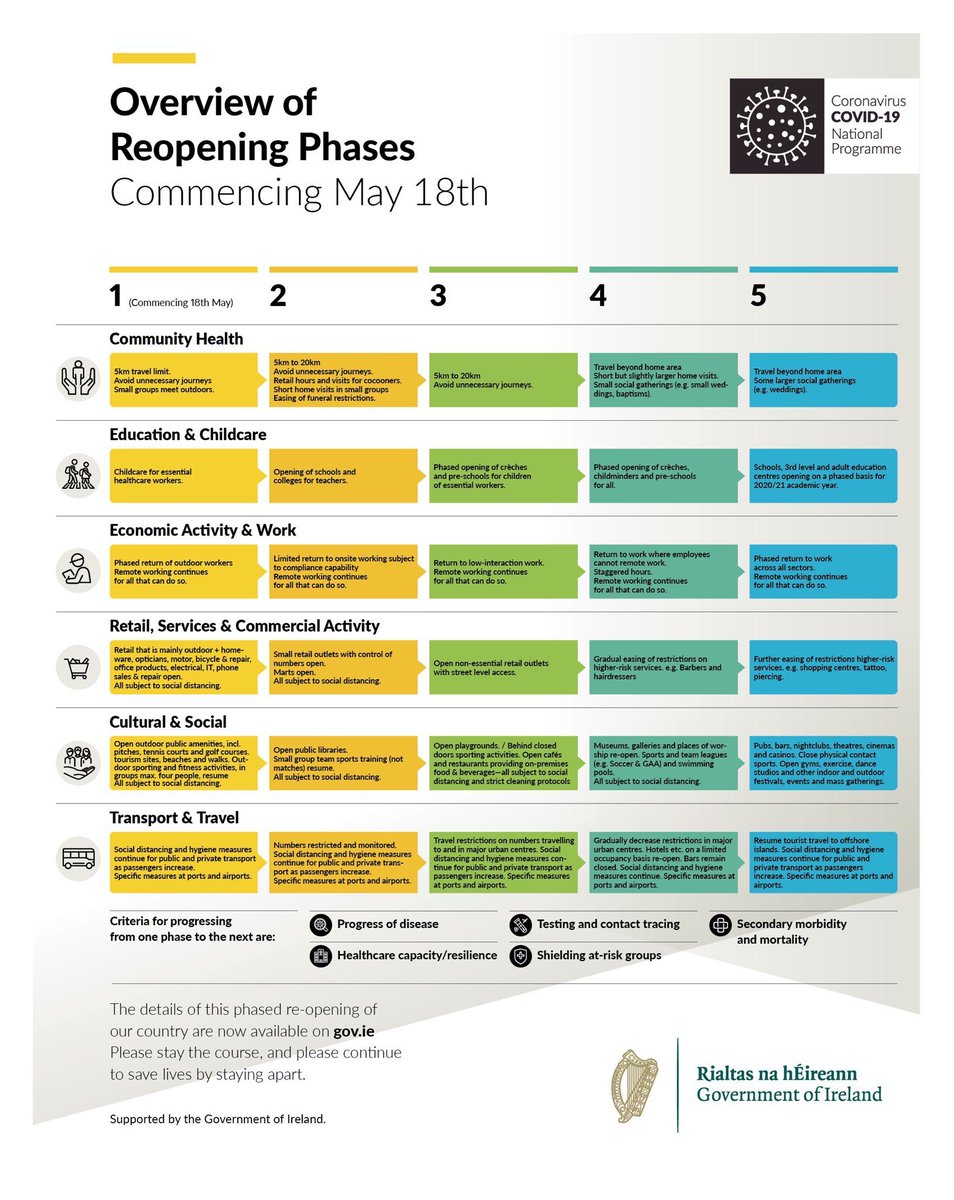 Overview of
Reopening Phases
Commencing May 18th
Coronavirus
COVID-19
National
Programme
1 (Commencing 18th May)
2
3
4
5
Community Health
5km travel limit.
Avoid unnecessary journeys
Small groups meet outdoors.
5km to 20km
Avoid unnecessary journeys.
Retail hours and visits for cocooners.
Short home visits in small groups
Easing of funeral restrictions.
5km to 20km
Avoid unnecessary journeys.
Travel beyond home area
Short but slightly larger home visits.
Small social gatherings (e.g. small wed-
dings, baptisms).
Travel beyond home area
Some larger social gatherings
(e.g. weddings).
Education & Childcare
Childcare for essential
healthcare workers.
Opening of schools and
colleges for teachers.
Phased opening of crèches
and pre-schools for children
of essential workers.
Phased opening of crèches,
childminders and pre-schools
for all.
Schools, 3rd level and adult education
centres opening on a phased basis for
2020/21 academic year.
Economic Activity & Work
Phased return of outdoor workers
Remote working continues
for all that can do so.
Limited return to onsite working subject
to compliance capability
Remote working continues
for all that can do so.
Return to low-interaction work.
Remote working continues
for all that can do so.
Return to work where employees
cannot remote work.
Staggered hours.
Remote working continues
for all that can do so.
Phased return to work
across all sectors.
Remote working continues
for all that can do so.
Retail, Services & Commercial Activity
Retail that is mainly outdoor + home-
ware, opticians, motor, bicycle & repair,
office products, electrical, IT, phone
sales & repair open.
All subject to social distancing.
Small retail outlets with control of
numbers open.
Marts open.
All subject to social distancing.
Open non-essential retail outlets
with street level access.
Gradual easing of restrictions on
higher-risk services. e.g. Barbers and
hairdressers
Further easing of restrictions higher-risk
services. e.g. shopping centres, tattoo,
piercing.
Cultural & Social
Open outdoor public amenities, incl.
pitches, tennis courts and golf courses.
tourism sites, beaches and walks. Out-
door sporting and fitness activities, in
groups max. four people, resume
All subject to social distancing.
Open public libraries.
Small group team sports training (not
matches) resume.
All subject to social distancing.
Open playgrounds. / Behind closed
doors sporting activities. Open cafés
and restaurants providing on-premises
food & beverages—all subject to social
distancing and strict cleaning protocols
Museums, galleries and places of wor-
ship re-open. Sports and team leagues
(e.g. Soccer & GAA) and swimming
pools.
All subject to social distancing.
Pubs, bars, nightclubs, theatres, cinemas
and casinos. Close physical contact
sports. Open gyms, exercise, dance
studios and other indoor and outdoor
festivals, events and mass gatherings.
Transport & Travel
Social distancing and hygiene measures
continue for public and private transport
as passengers increase.
Specific measures at ports and airports.
Numbers restricted and monitored.
Social distancing and hygiene measures
continue for public and private trans-
port as passengers increase.
Specific measures at ports and airports.
Travel restrictions on numbers travelling
to and in major urban centres. Social
distancing and hygiene measures con-
tinue for public and private transport as
passengers increase. Specific measures
at ports and airports.
Gradually decrease restrictions in major
urban centres. Hotels etc. on a limited
occupancy basis re-open. Bars remain
closed. Social distancing and hygiene
measures continue. Specific measures at
ports and airports.
Resume tourist travel to offshore
islands. Social distancing and hygiene
measures continue for public and
private transport as passengers
increase. Specific measures at ports and
airports.
Criteria for progressing
from one phase to the next are:
Progress of disease
Testing and contact tracing
Secondary morbidity
and mortality
Healthcare capacity/resilience
Shielding at-risk groups
The details of this phased re-opening of
our country are now available on gov.ie
Please stay the course, and please continue
to save lives by staying apart.
Supported by the Government of Ireland.
Rialtas na hÉireann
Government of Ireland